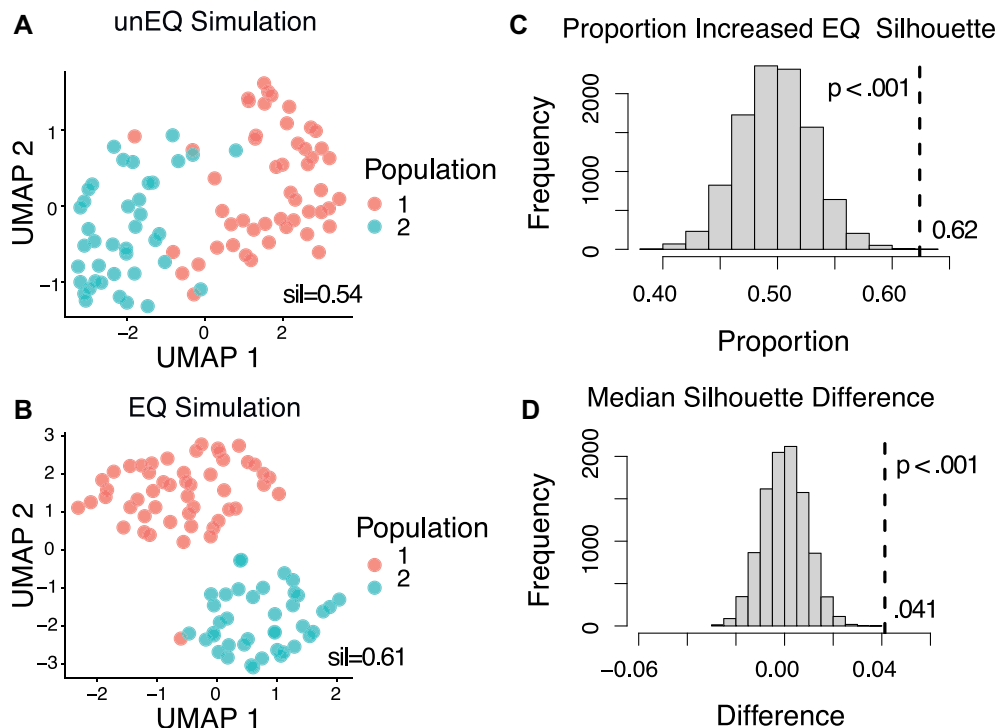 A
unEQ Simulation
UMAP 2
1
0
−1
−2
0
2
UMAP 1
sil=0.54
Population
1
2
B
EQ Simulation
UMAP 2
3
2
1
0
−1
−2
−3
−2
−1
0
1
2
UMAP 1
sil=0.61
Population
1
2
C
Proportion Increased EQ Silhouette
Frequency
0
1000
2000
0.40
0.50
0.60
Proportion
p < .001
0.62
D
Median Silhouette Difference
Frequency
0
1000
2000
−0.06
0.00
0.04
Difference
p < .001
.041